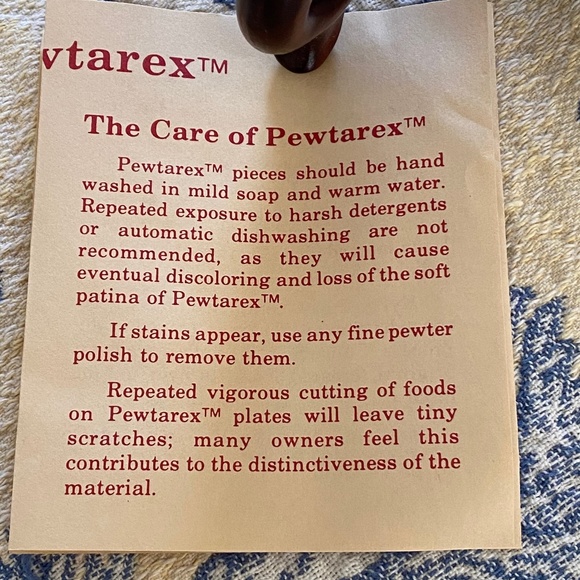 wtarex™
The Care of Pewtarex™
Pewtarex™ pieces should be hand
washed in mild soap and warm water.
Repeated exposure to harsh detergents
or automatic dishwashing are not
recommended, as they will cause
eventual discoloring and loss of the soft
patina of Pewtarex™.
If stains appear, use any fine pewter
polish to remove them.
Repeated vigorous cutting of foods
on Pewtarex™ plates will leave tiny
scratches; many owners feel this
contributes to the distinctiveness of the
material.